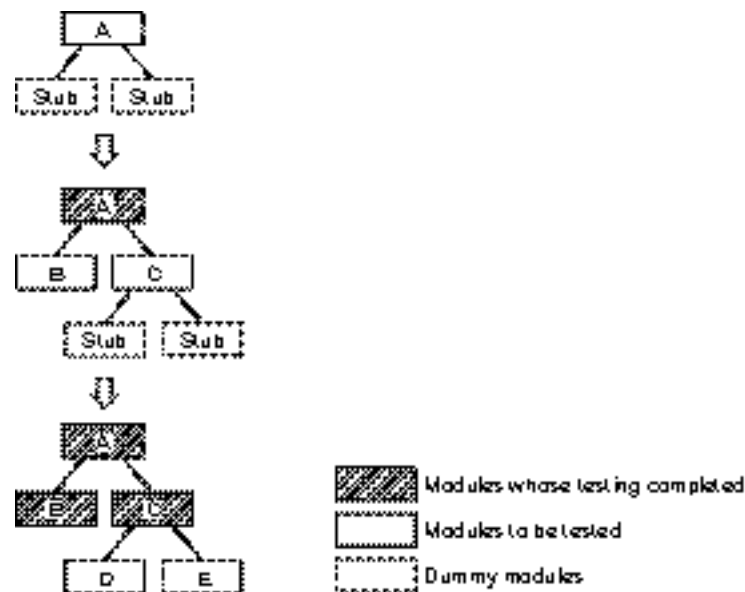 A
Stub Stub
A
B C
Stub Stub
A
B C
D E
Modules whose testing completed
Modules to be tested
Dummy modules